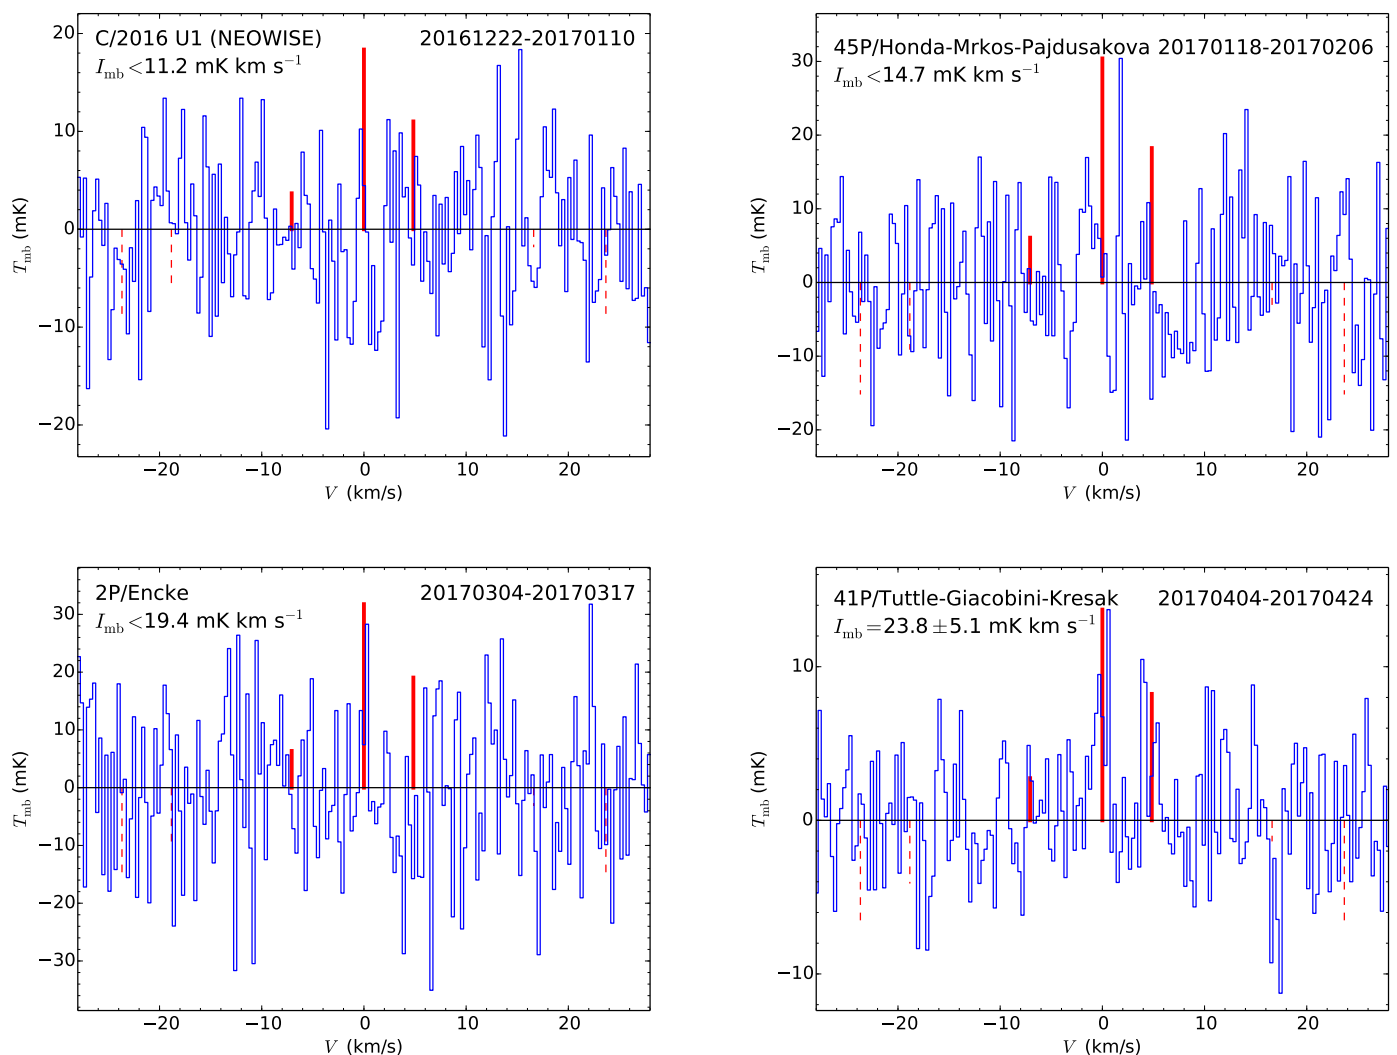 C/2016 U1 (NEOWISE) 20161222-20170110
I_mb <11.2 mK km s⁻¹
20
10
0
−10
−20
T_mb (mK)
−20 −10 0 10 20
V (km/s)
45P/Honda-Mrkos-Pajdusakova 20170118-20170206
I_mb <14.7 mK km s⁻¹
30
20
10
0
−10
−20
T_mb (mK)
−20 −10 0 10 20
V (km/s)
2P/Encke 20170304-20170317
I_mb <19.4 mK km s⁻¹
30
20
10
0
−10
−20
−30
T_mb (mK)
−20 −10 0 10 20
V (km/s)
41P/Tuttle-Giacobini-Kresak 20170404-20170424
I_mb =23.8 ±5.1 mK km s⁻¹
10
0
−10
T_mb (mK)
−20 −10 0 10 20
V (km/s)